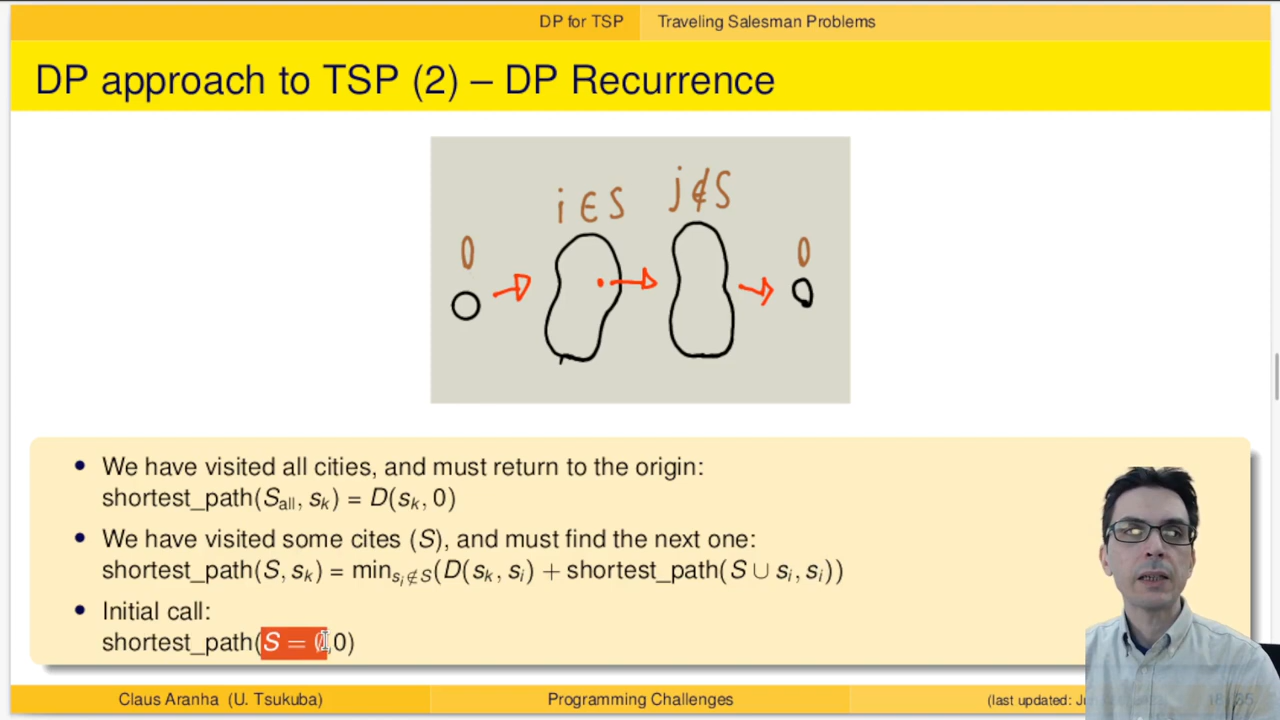 DP for TSP Traveling Salesman Problems
DP approach to TSP (2) – DP Recurrence
i ∈ S j ∉ S
0 0
• We have visited all cities, and must return to the origin:
shortest_path(S_all, s_k) = D(s_k, 0)
• We have visited some cites (S), and must find the next one:
shortest_path(S, s_k) = min_{s_i∉S}(D(s_k, s_i) + shortest_path(S ∪ s_i, s_i))
• Initial call:
shortest_path(S = ∅, 0)
Claus Aranha (U. Tsukuba) Programming Challenges (last updated: